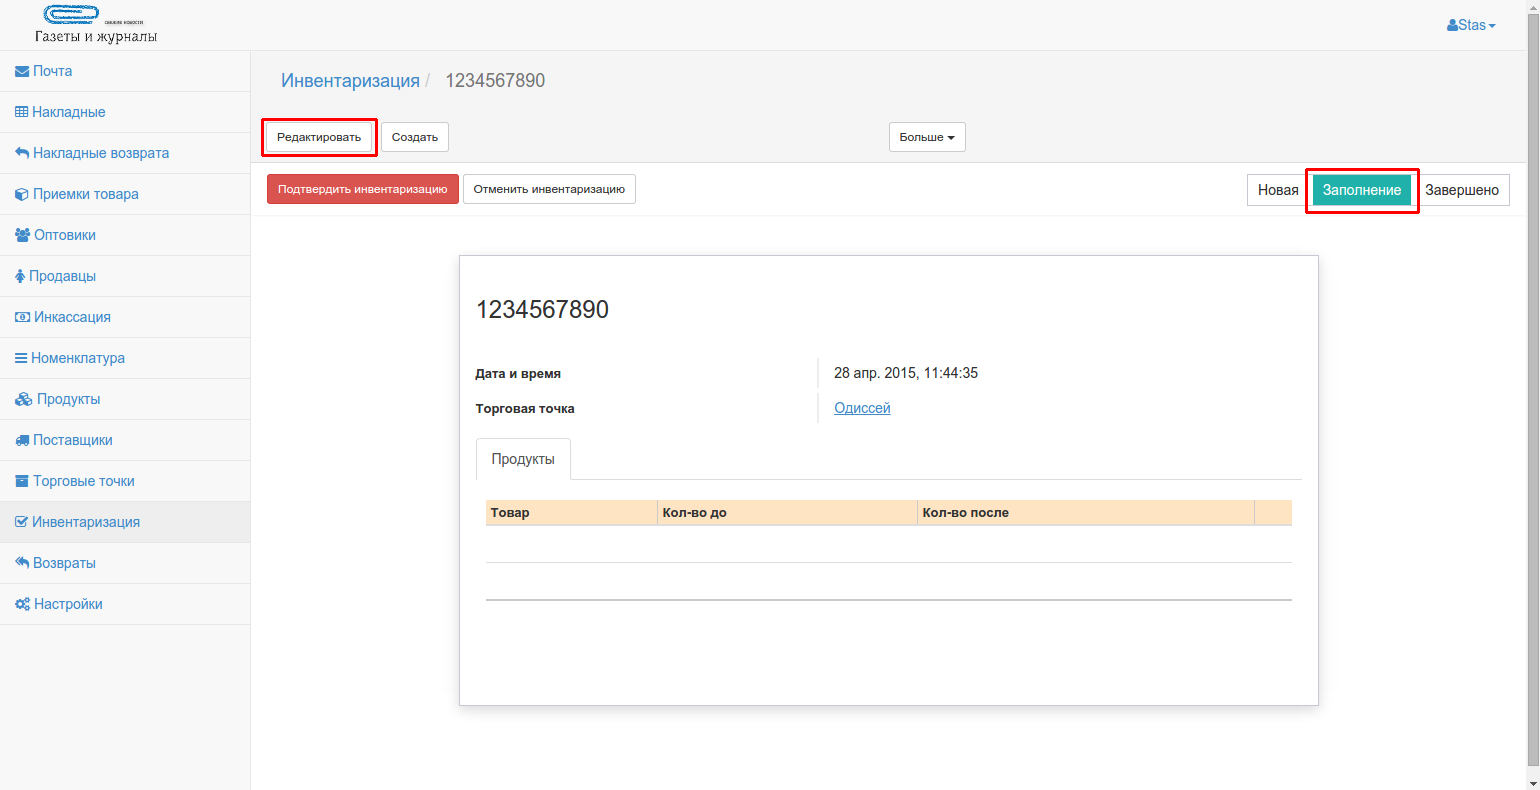 свежие новости
Газеты и журналы
Stas
Почта
Накладные
Накладные возврата
Приемки товара
Оптовики
Продавцы
Инкассация
Номенклатура
Продукты
Поставщики
Торговые точки
Инвентаризация
Возвраты
Настройки
Инвентаризация / 1234567890
Редактировать Создать Больше
Подтвердить инвентаризацию Отменить инвентаризацию Новая Заполнение Завершено
1234567890
Дата и время 28 апр. 2015, 11:44:35
Торговая точка Одиссей
Продукты
Товар Кол-во до Кол-во после